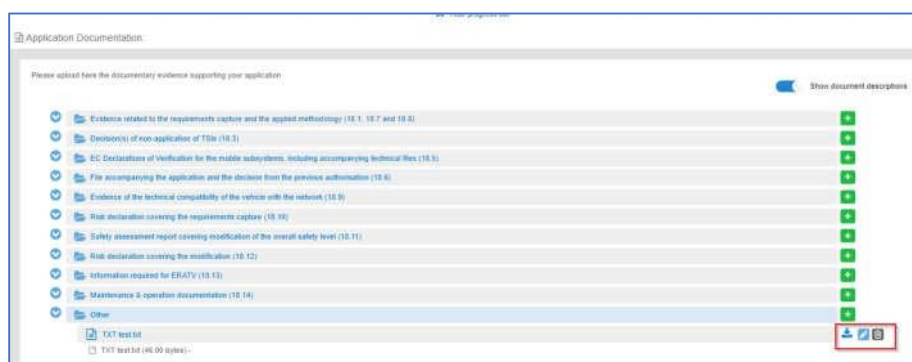 Application Documentation:
Please upload here the documentary evidence supporting your application
Show document descriptions
Evidence related to the requirements capture and the applied methodology (18.1, 18.7 and 18.8)
Decision(s) of non-application of TSIs (18.3)
EC Declarations of Verification for the mobile subsystems, including accompanying technical files (18.5)
File accompanying the application and the decision from the previous authorisation (18.6)
Evidence of the technical compatibility of the vehicle with the network (18.9)
Risk declaration covering the requirements capture (18.10)
Safety assessment report covering modification of the overall safety level (18.11)
Risk declaration covering the modification (18.12)
Information required for ERATV (18.13)
Maintenance & operation documentation (18.14)
Other
TXT test.txt
TXT test.txt (46.00 bytes) -